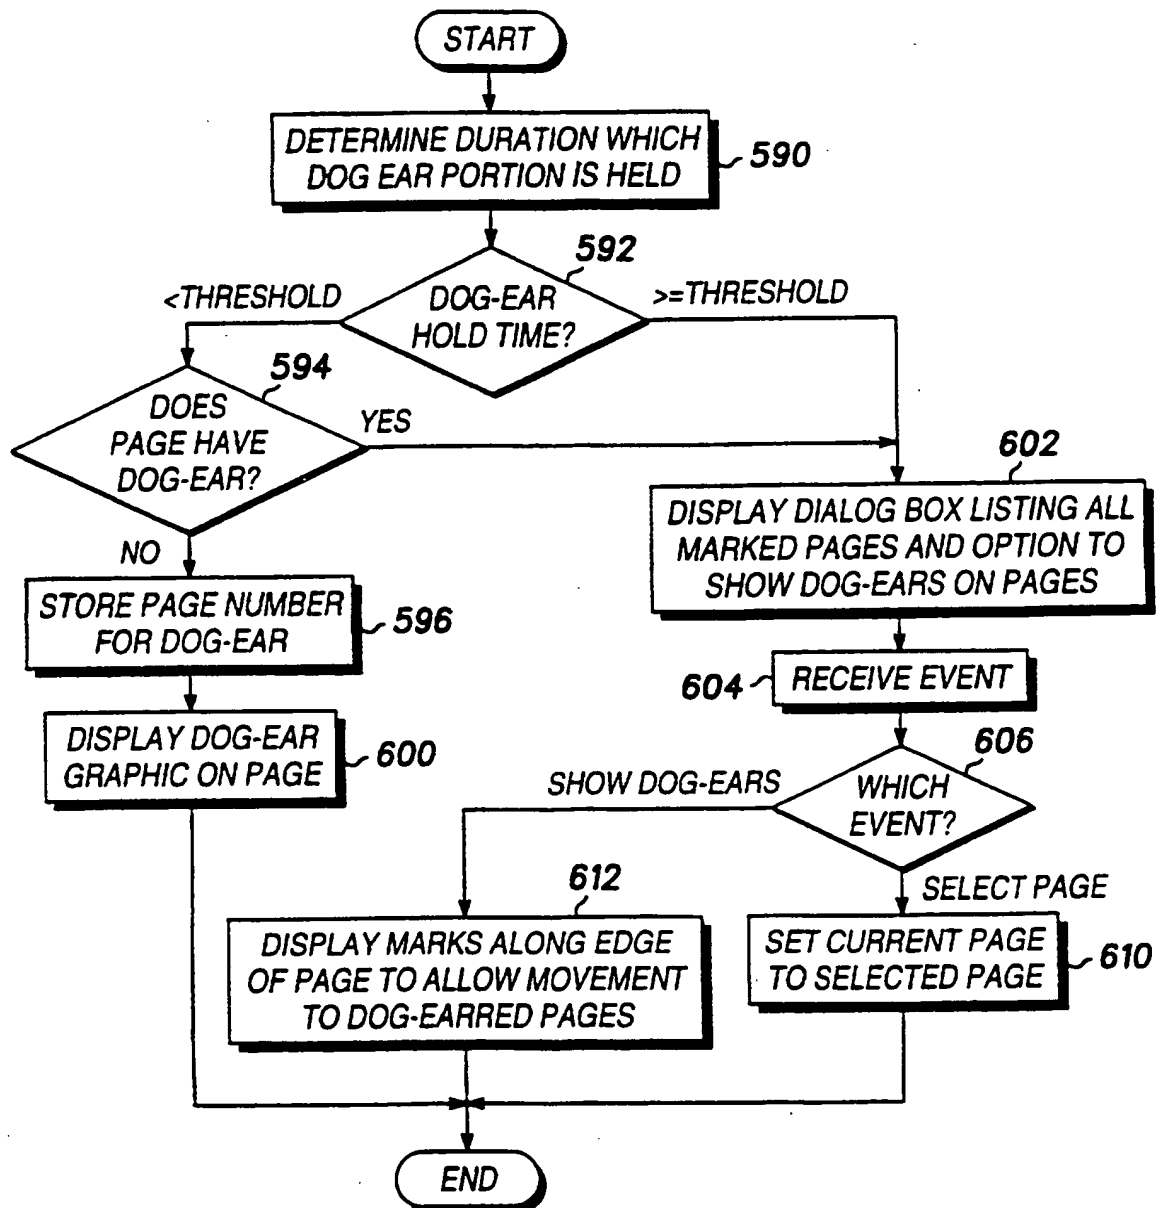 START
DETERMINE DURATION WHICH
DOG EAR PORTION IS HELD
590
592
<THRESHOLD
DOG-EAR
HOLD TIME?
>=THRESHOLD
594
DOES
PAGE HAVE
DOG-EAR?
YES
NO
602
DISPLAY DIALOG BOX LISTING ALL
MARKED PAGES AND OPTION TO
SHOW DOG-EARS ON PAGES
STORE PAGE NUMBER
FOR DOG-EAR
596
604
RECEIVE EVENT
DISPLAY DOG-EAR
GRAPHIC ON PAGE
600
606
SHOW DOG-EARS
WHICH
EVENT?
SELECT PAGE
612
DISPLAY MARKS ALONG EDGE
OF PAGE TO ALLOW MOVEMENT
TO DOG-EARRED PAGES
SET CURRENT PAGE
TO SELECTED PAGE
610
END